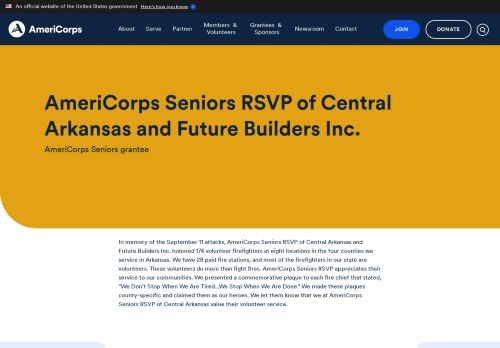 An official website of the United States government Here's how you know
AmeriCorps
About Serve Partner Members & Volunteers Grantees & Sponsors Newsroom Contact JOIN DONATE
AmeriCorps Seniors RSVP of Central
Arkansas and Future Builders Inc.
AmeriCorps Seniors grantee
In memory of the September 11 attacks, AmeriCorps Seniors RSVP of Central Arkansas and
Future Builders Inc. honored 174 volunteer firefighters at eight locations in the four counties we
service in Arkansas. We have 28 paid fire stations, and most of the firefighters in our state are
volunteers. These volunteers do more than fight fires. AmeriCorps Seniors RSVP appreciates their
service to our communities. We presented a commemorative plaque to each fire chief that stated,
"We Don't Stop When We Are Tired...We Stop When We Are Done." We made these plaques
county-specific and claimed them as our heroes. We let them know that we at AmeriCorps
Seniors RSVP of Central Arkansas value their volunteer service.